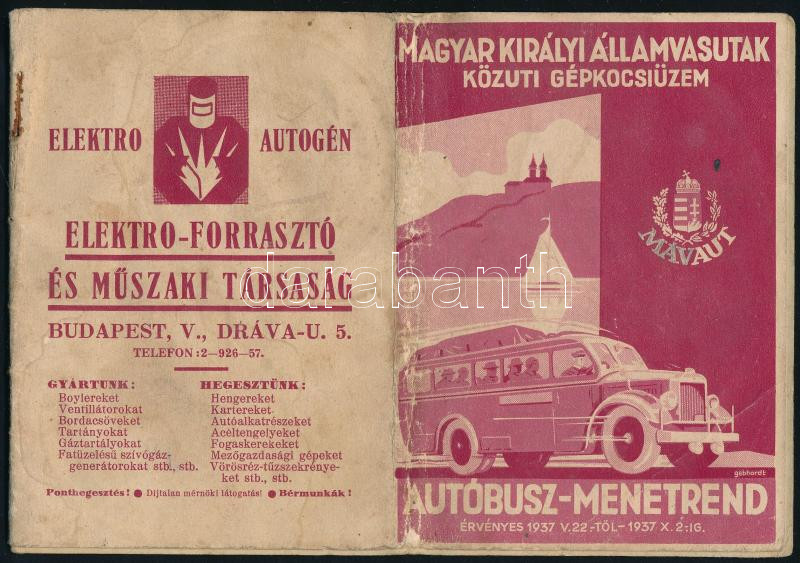 ELEKTRO AUTOGÉN
ELEKTRO-FORRASZTÓ
ÉS MŰSZAKI TÁRSASÁG
BUDAPEST, V., DRÁVA-U. 5.
TELEFON: 2—926—57.
GYÁRTUNK:
Boylereket
Ventillátorokat
Bordacsöveket
Tartányokat
Gáztartályokat
Fatüzelésű szívógáz-
generátorokat stb., stb.
HEGESZTÜNK:
Hengereket
Kartereket
Autóalkatrészeket
Acéltengelyeket
Fogaskerekeket
Mezőgazdasági gépeket
Vörösréz-tűzszekrénye-
ket stb., stb.
Ponthegesztés! ● Díjtalan mérnöki látogatás! ● Bérmunkák!
MAGYAR KIRÁLYI ÁLLAMVASUTAK
KÖZUTI GÉPKOCSIÜZEM
MÁVAUT
gebhardt
AUTÓBUSZ-MENETREND
ÉRVÉNYES 1937 V.22.-TŐL-1937 X.2-IG.
darabanth